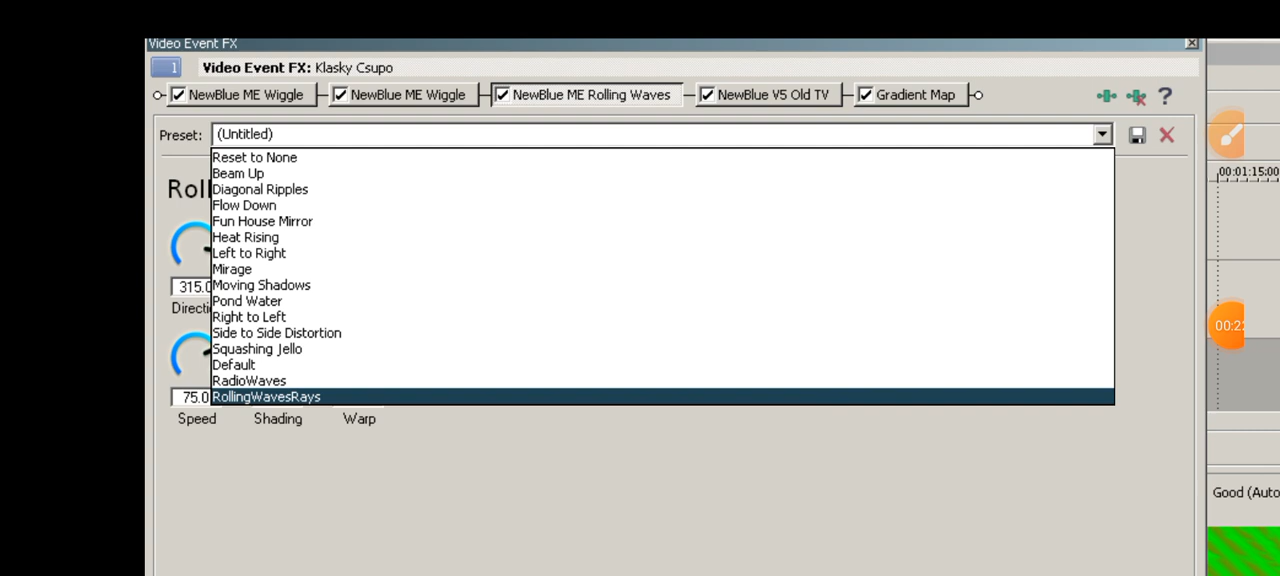 Video Event FX
1 Video Event FX: Klasky Csupo
NewBlue ME Wiggle NewBlue ME Wiggle NewBlue ME Rolling Waves NewBlue V5 Old TV Gradient Map ?
Preset: (Untitled)
Reset to None
Beam Up
Diagonal Ripples
Flow Down
Fun House Mirror
Heat Rising
Left to Right
Mirage
Moving Shadows
Pond Water
Right to Left
Side to Side Distortion
Squashing Jello
Default
RadioWaves
RollingWavesRays
Roll
315.0
Directi
75.0
Speed Shading Warp
00:01:15:00
00:2
Good (Auto